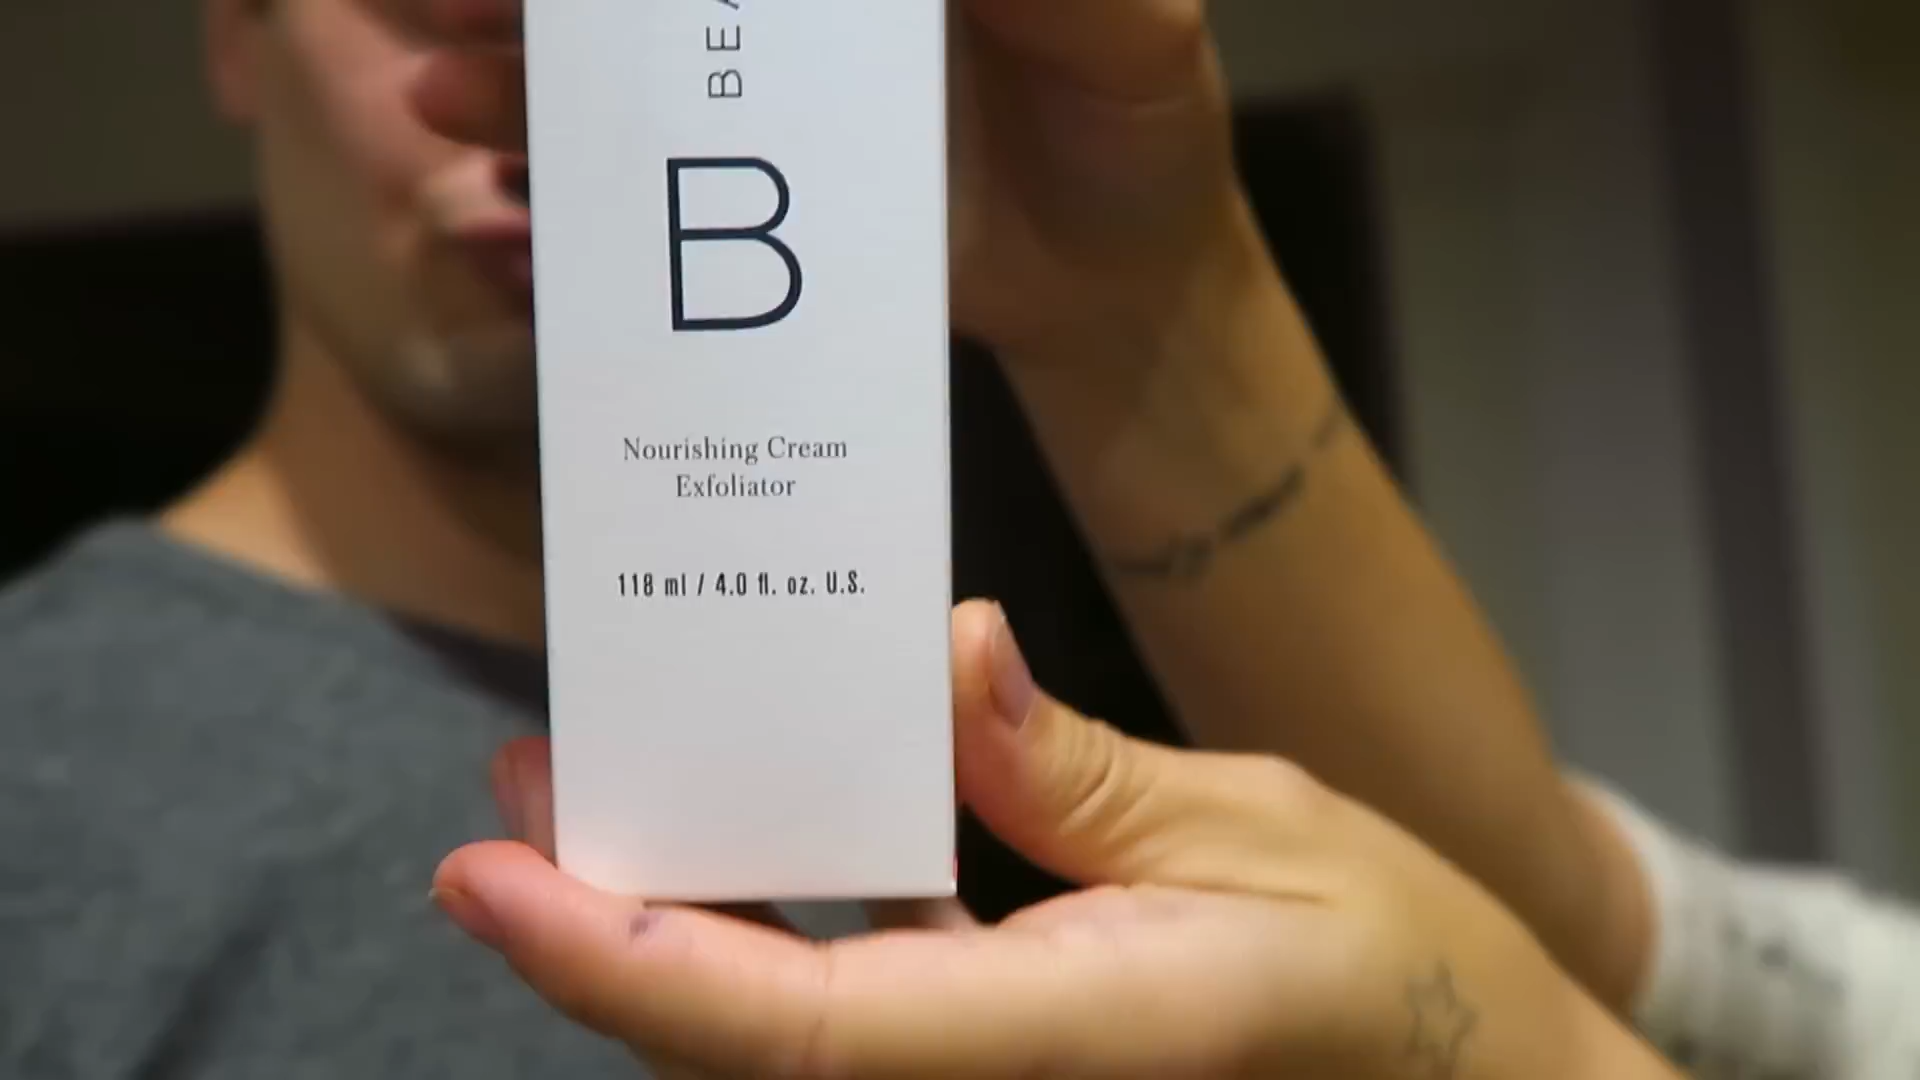 BE
B
Nourishing Cream
Exfoliator
118 ml / 4.0 fl. oz. U.S.